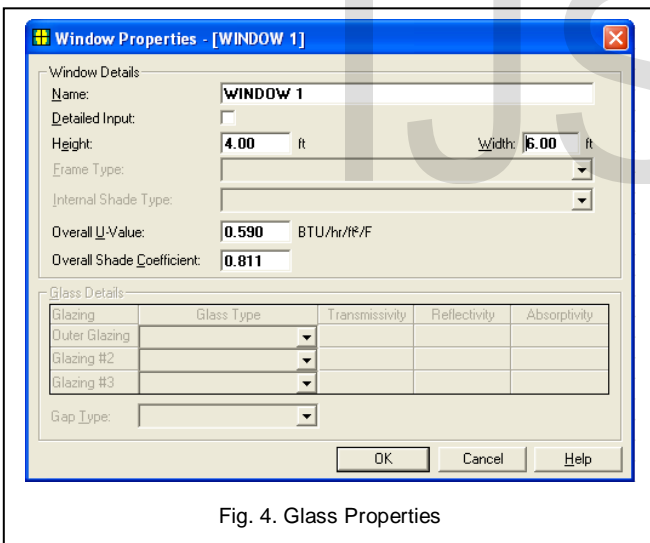 Window Properties - [WINDOW 1]
Window Details
Name: WINDOW 1
Detailed Input:
Height: 4.00 ft Width: 6.00 ft
Frame Type:
Internal Shade Type:
Overall U-Value: 0.590 BTU/hr/ft²/F
Overall Shade Coefficient: 0.811
Glass Details
Glazing Glass Type Transmissivity Reflectivity Absorptivity
Outer Glazing
Glazing #2
Glazing #3
Gap Type:
OK Cancel Help
Fig. 4. Glass Properties
IJS